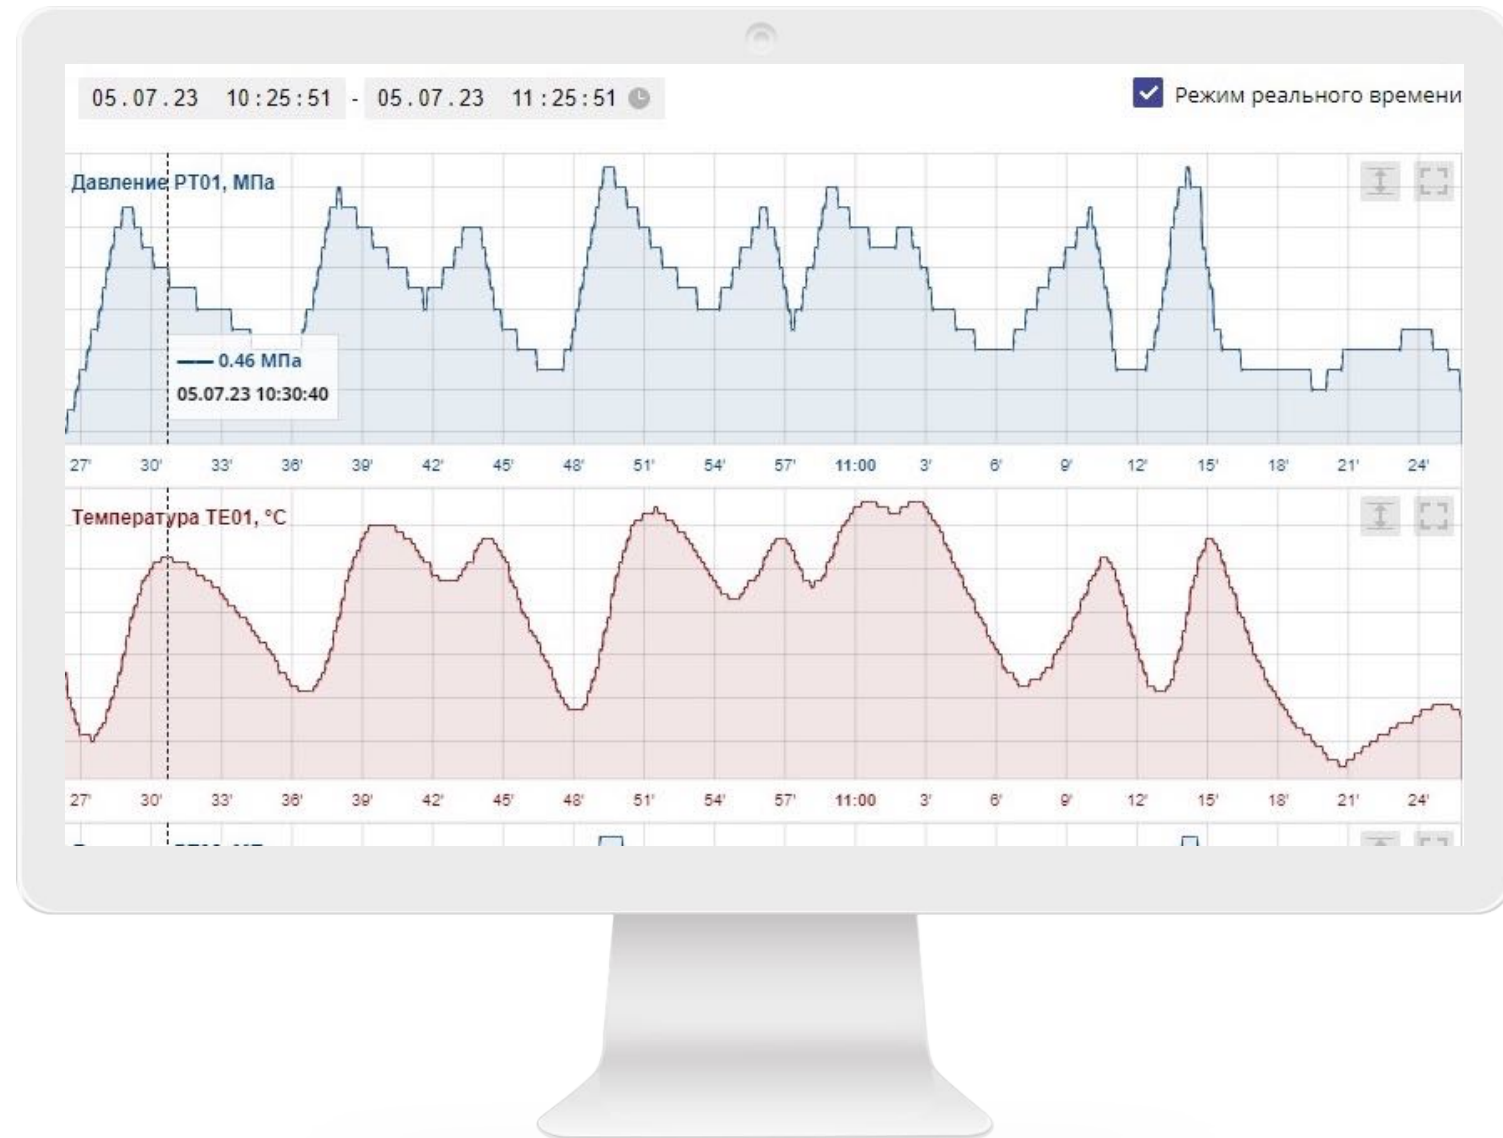 05.07.23 10:25:51 - 05.07.23 11:25:51
Режим реального времени
Давление PT01, МПа
0.46 МПа
05.07.23 10:30:40
27' 30' 33' 36' 39' 42' 45' 48' 51' 54' 57' 11:00 3' 6' 9' 12' 15' 18' 21' 24'
Температура TE01, °C
27' 30' 33' 36' 39' 42' 45' 48' 51' 54' 57' 11:00 3' 6' 9' 12' 15' 18' 21' 24'